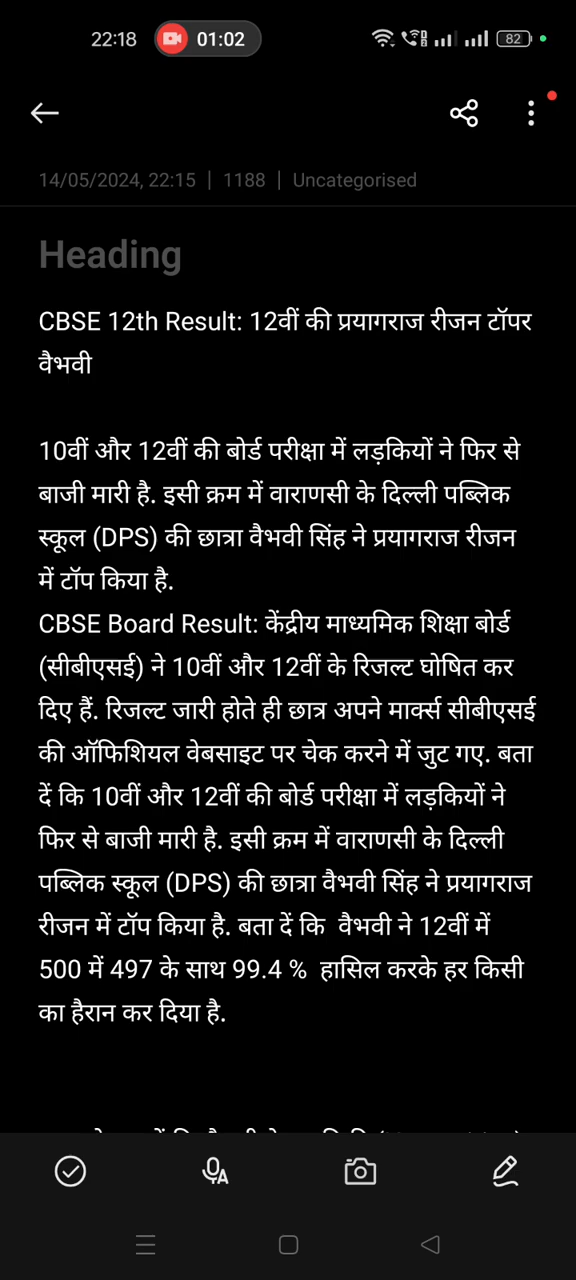 22:18
01:02
82
14/05/2024, 22:15 | 1188 | Uncategorised
Heading
CBSE 12th Result: 12वीं की प्रयागराज रीजन टॉपर
वैभवी
10वीं और 12वीं की बोर्ड परीक्षा में लड़कियों ने फिर से
बाजी मारी है. इसी क्रम में वाराणसी के दिल्ली पब्लिक
स्कूल (DPS) की छात्रा वैभवी सिंह ने प्रयागराज रीजन
में टॉप किया है.
CBSE Board Result: केंद्रीय माध्यमिक शिक्षा बोर्ड
(सीबीएसई) ने 10वीं और 12वीं के रिजल्ट घोषित कर
दिए हैं. रिजल्ट जारी होते ही छात्र अपने मार्क्स सीबीएसई
की ऑफिशियल वेबसाइट पर चेक करने में जुट गए. बता
दें कि 10वीं और 12वीं की बोर्ड परीक्षा में लड़कियों ने
फिर से बाजी मारी है. इसी क्रम में वाराणसी के दिल्ली
पब्लिक स्कूल (DPS) की छात्रा वैभवी सिंह ने प्रयागराज
रीजन में टॉप किया है. बता दें कि  वैभवी ने 12वीं में
500 में 497 के साथ 99.4 %  हासिल करके हर किसी
का हैरान कर दिया है.